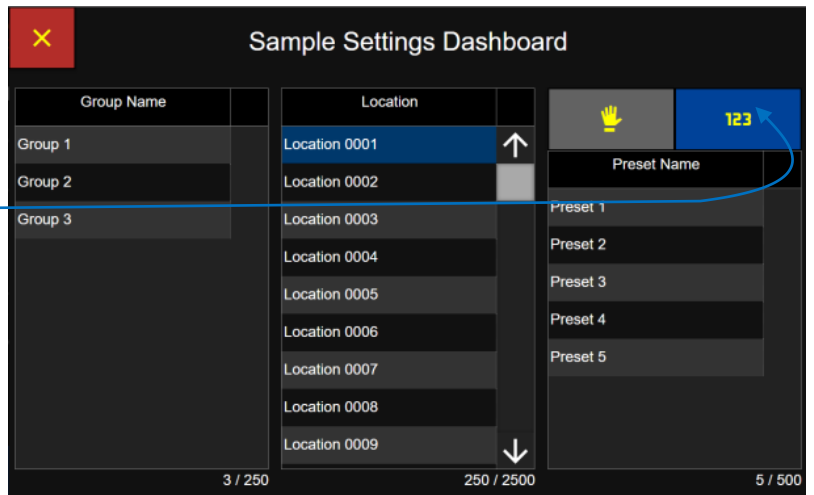 Sample Settings Dashboard
Group Name
Group 1
Group 2
Group 3
3 / 250
Location
Location 0001
Location 0002
Location 0003
Location 0004
Location 0005
Location 0006
Location 0007
Location 0008
Location 0009
250 / 2500
123
Preset Name
Preset 1
Preset 2
Preset 3
Preset 4
Preset 5
5 / 500